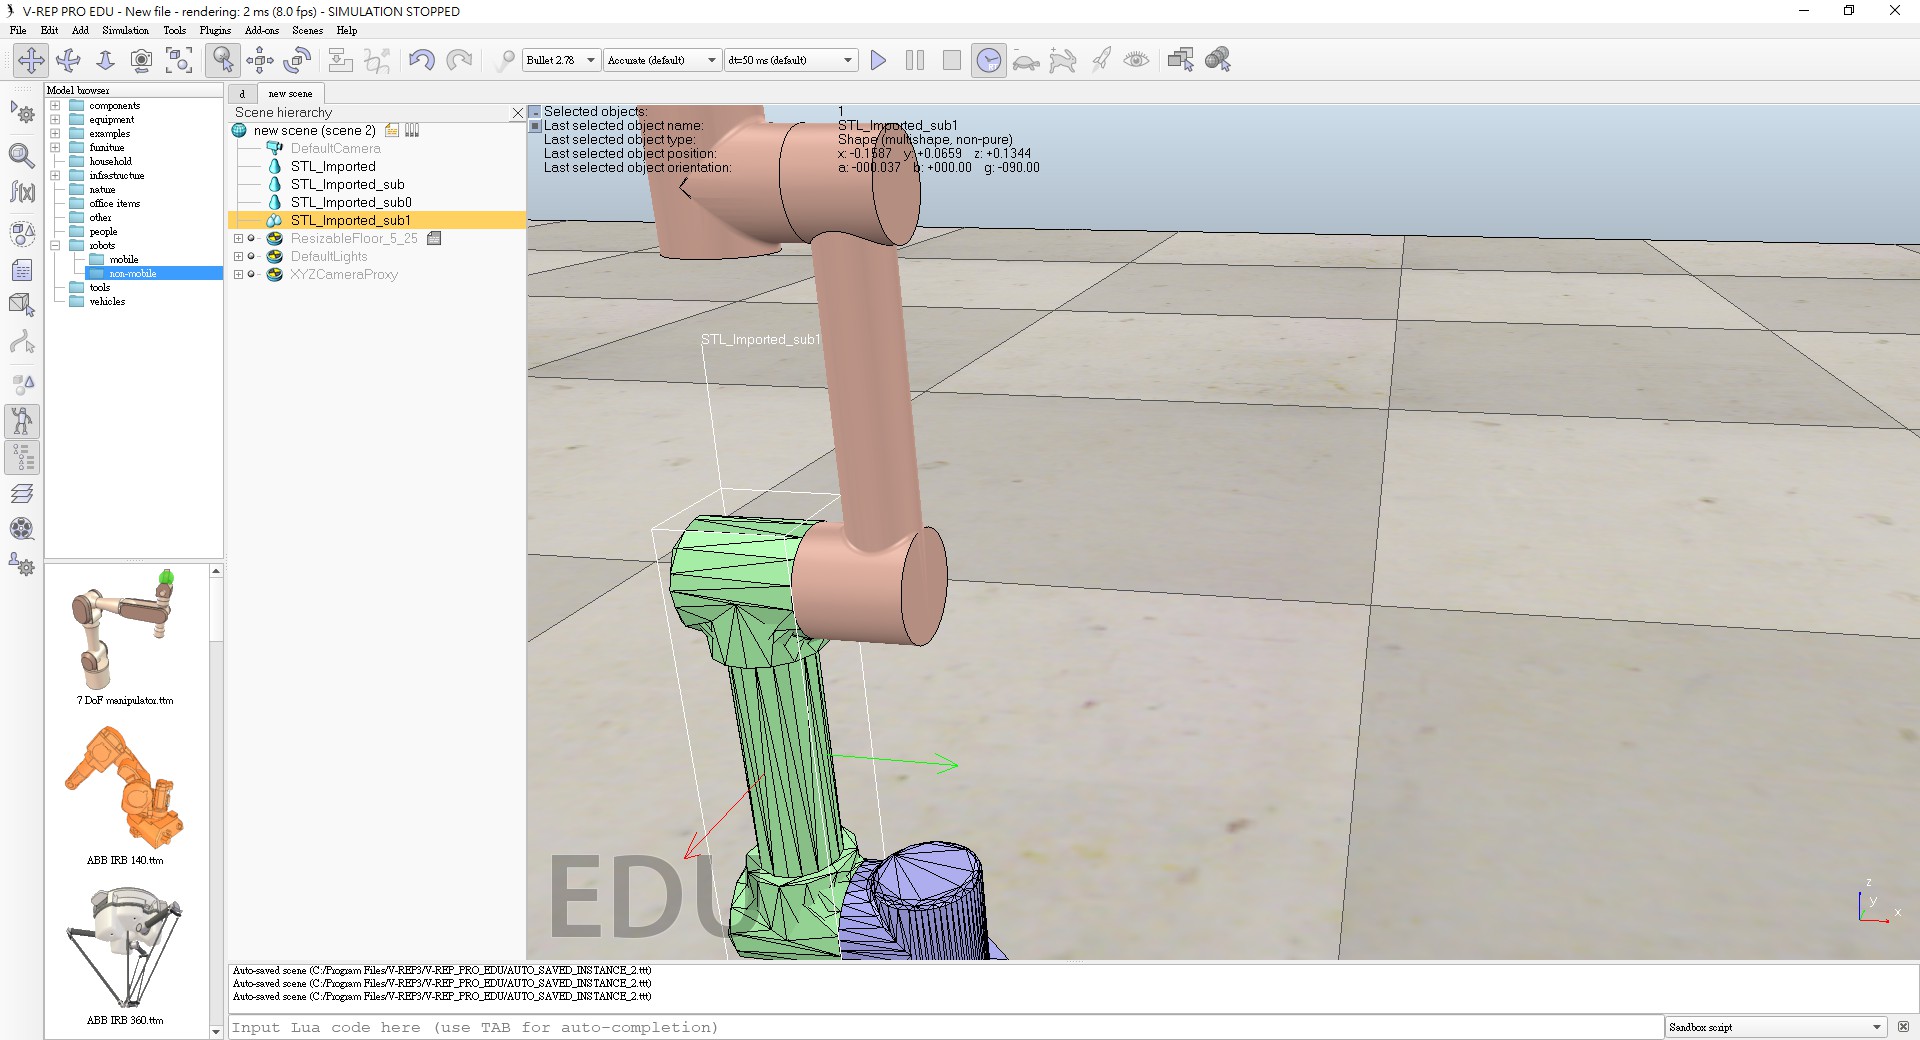 V-REP PRO EDU - New file - rendering: 2 ms (8.0 fps) - SIMULATION STOPPED
File Edit Add Simulation Tools Plugins Add-ons Scenes Help
Bullet 2.78 Accurate (default) dt=50 ms (default)
Model browser
components
equipment
examples
furniture
household
infrastructure
nature
office items
other
people
robots
mobile
non-mobile
tools
vehicles
7 DoF manipulator.ttm
ABB IRB 140.ttm
ABB IRB 360.ttm
d new scene
Scene hierarchy
new scene (scene 2)
DefaultCamera
STL_Imported
STL_Imported_sub
STL_Imported_sub0
STL_Imported_sub1
ResizableFloor_5_25
DefaultLights
XYZCameraProxy
Selected objects: 1
Last selected object name: STL_Imported_sub1
Last selected object type: Shape (multishape, non-pure)
Last selected object position: x: -0.1587 y: +0.0659 z: +0.1344
Last selected object orientation: a: -000.037 b: +000.00 g: -090.00
STL_Imported_sub1
EDU
z
y
x
Auto-saved scene (C:/Program Files/V-REP3/V-REP_PRO_EDU/AUTO_SAVED_INSTANCE_2.ttt)
Auto-saved scene (C:/Program Files/V-REP3/V-REP_PRO_EDU/AUTO_SAVED_INSTANCE_2.ttt)
Auto-saved scene (C:/Program Files/V-REP3/V-REP_PRO_EDU/AUTO_SAVED_INSTANCE_2.ttt)
Input Lua code here (use TAB for auto-completion)
Sandbox script